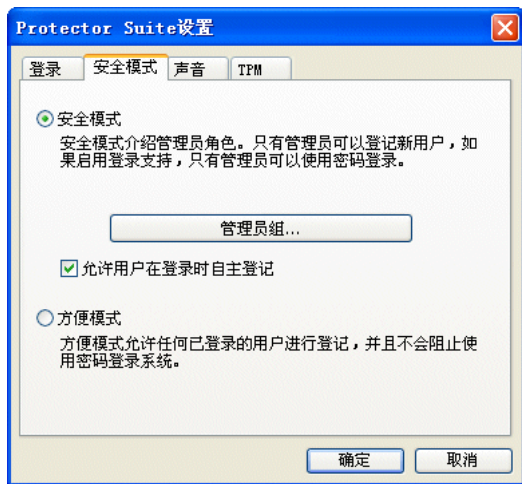 Protector Suite设置
登录 安全模式 声音 TPM
安全模式
安全模式介绍管理员角色。只有管理员可以登记新用户，如
果启用登录支持，只有管理员可以使用密码登录。
管理员组...
允许用户在登录时自主登记
方便模式
方便模式允许任何已登录的用户进行登记，并且不会阻止使
用密码登录系统。
确定 取消